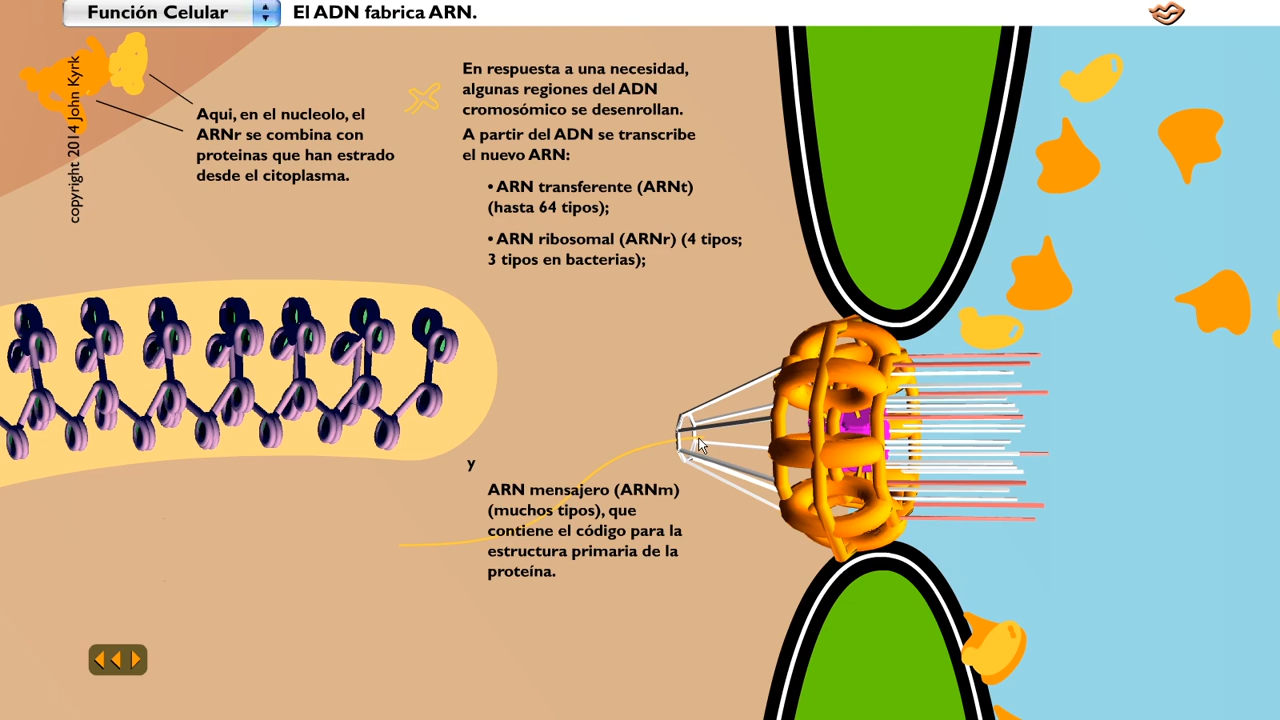 Función Celular
El ADN fabrica ARN.
copyright 2014 John Kyrk
Aqui, en el nucleolo, el
ARNr se combina con
proteinas que han estrado
desde el citoplasma.
En respuesta a una necesidad,
algunas regiones del ADN
cromosómico se desenrollan.
A partir del ADN se transcribe
el nuevo ARN:
• ARN transferente (ARNt)
(hasta 64 tipos);
• ARN ribosomal (ARNr) (4 tipos;
3 tipos en bacterias);
y
ARN mensajero (ARNm)
(muchos tipos), que
contiene el código para la
estructura primaria de la
proteína.